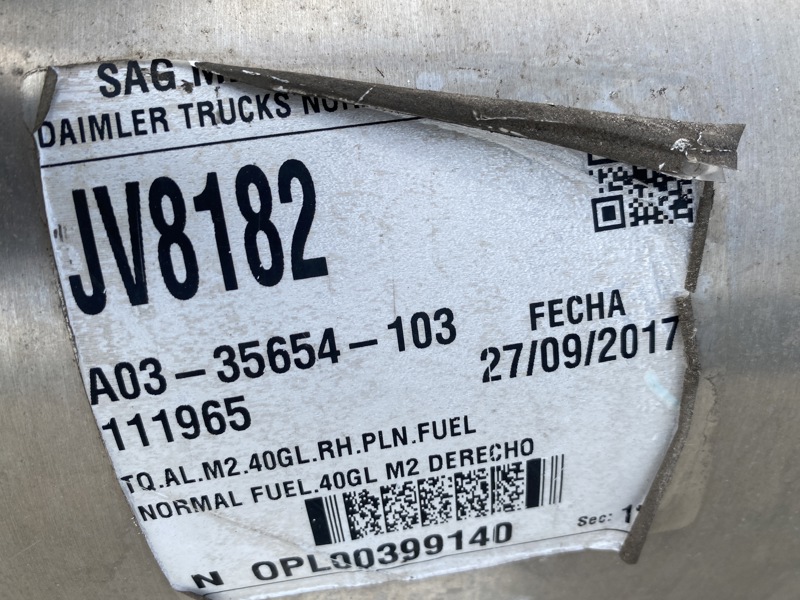 SAG
DAIMLER TRUCKS
JV8182
A03-35654-103
FECHA
27/09/2017
111965
TQ.AL.M2.40GL.RH.PLN.FUEL
NORMAL FUEL.40GL M2 DERECHO
Sec:
N OPL00399140